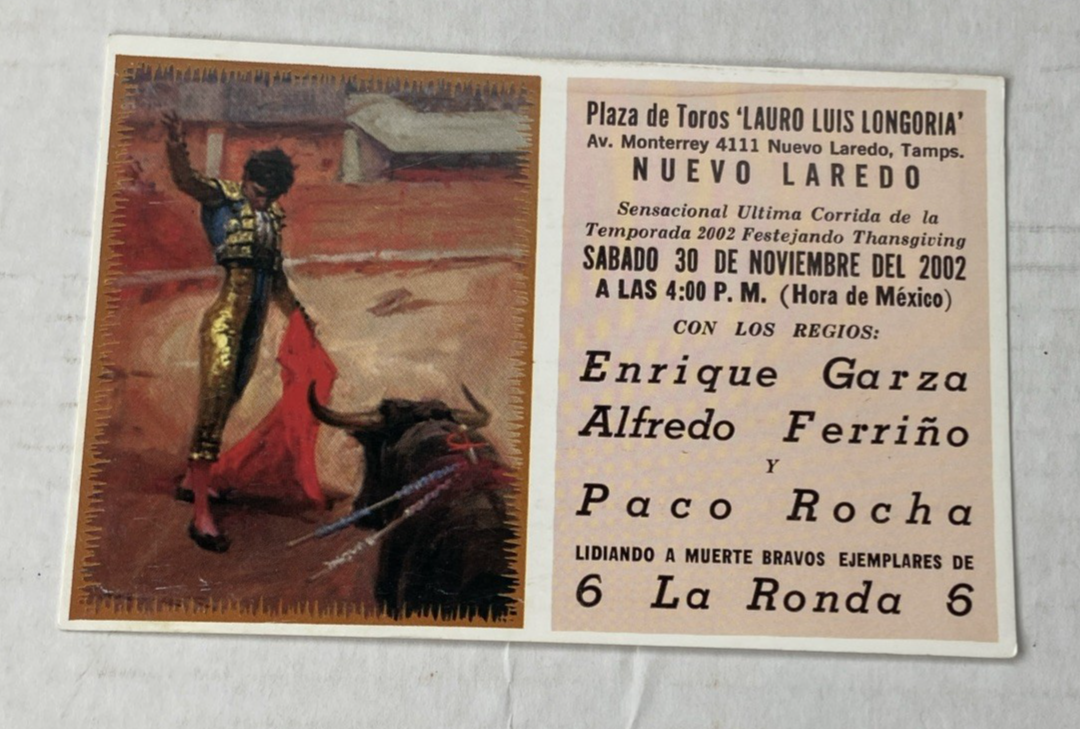 Plaza de Toros 'LAURO LUIS LONGORIA'
Av. Monterrey 4111 Nuevo Laredo, Tamps.
NUEVO LAREDO
Sensacional Ultima Corrida de la
Temporada 2002 Festejando Thansgiving
SABADO 30 DE NOVIEMBRE DEL 2002
A LAS 4:00 P. M. (Hora de México)
CON LOS REGIOS:
Enrique Garza
Alfredo Ferriño
Y
Paco Rocha
LIDIANDO A MUERTE BRAVOS EJEMPLARES DE
6 La Ronda 6